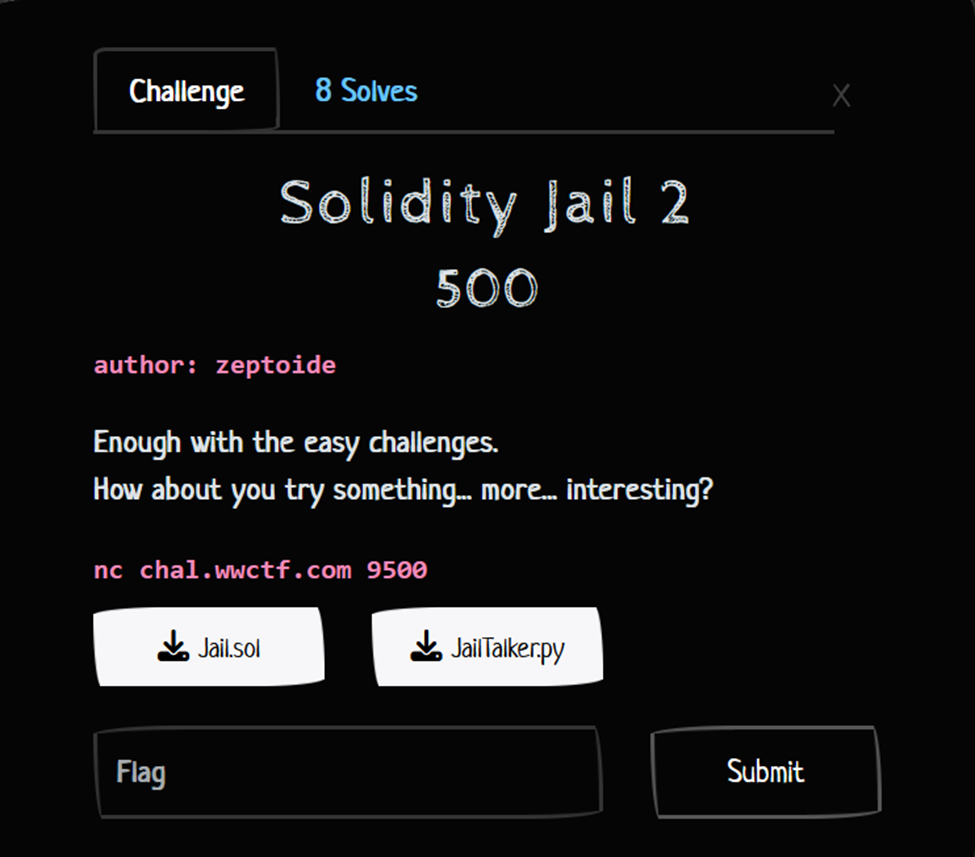 Challenge
8 Solves
X
Solidity Jail 2
500
author: zeptoide
Enough with the easy challenges.
How about you try something... more... interesting?
nc chal.wwctf.com 9500
Jail.sol
JailTalker.py
Flag
Submit